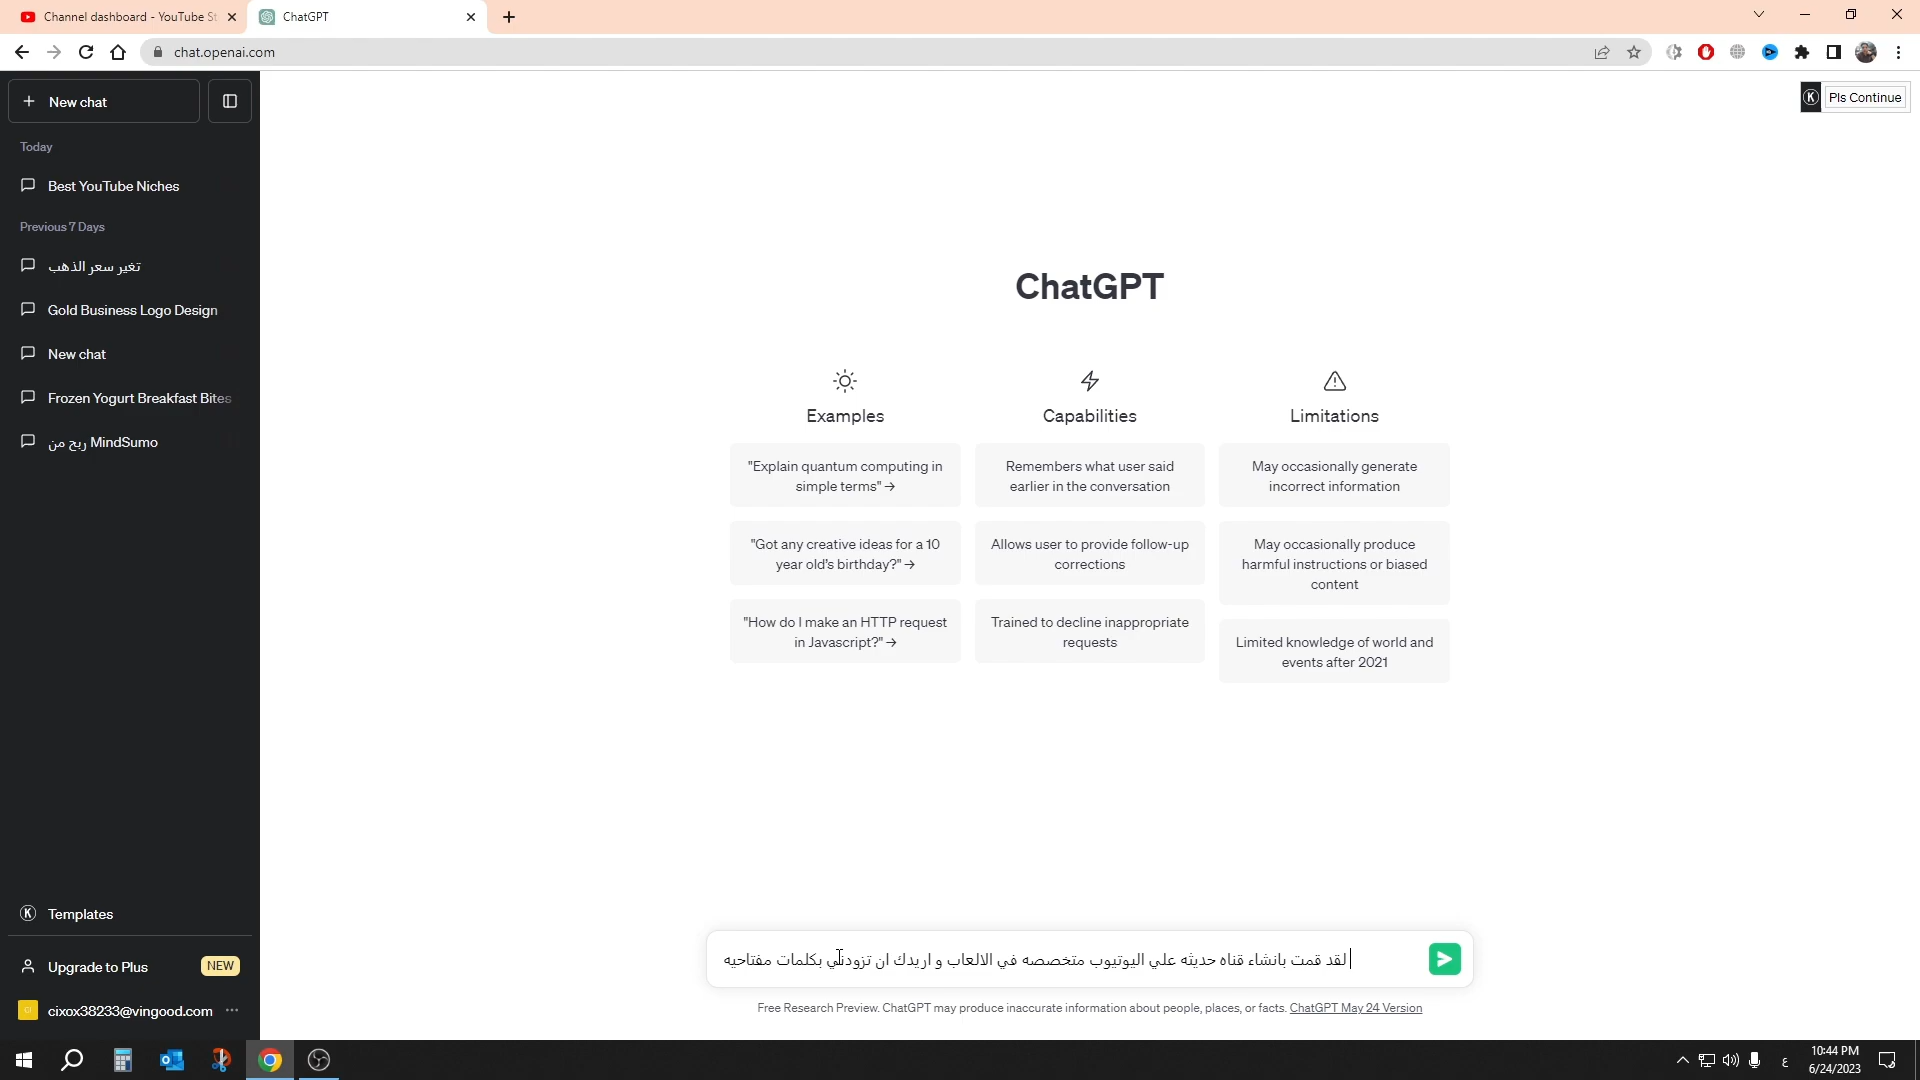 Channel dashboard - YouTube St
ChatGPT
chat.openai.com
New chat
Pls Continue
Today
Best YouTube Niches
Previous 7 Days
تغير سعر الذهب
Gold Business Logo Design
New chat
Frozen Yogurt Breakfast Bites
ربح من MindSumo
ChatGPT
Examples
"Explain quantum computing in
simple terms" →
"Got any creative ideas for a 10
year old's birthday?" →
"How do I make an HTTP request
in Javascript?" →
Capabilities
Remembers what user said
earlier in the conversation
Allows user to provide follow-up
corrections
Trained to decline inappropriate
requests
Limitations
May occasionally generate
incorrect information
May occasionally produce
harmful instructions or biased
content
Limited knowledge of world and
events after 2021
Templates
Upgrade to Plus NEW
cixox38233@vingood.com
لقد قمت بانشاء قناه حديثه علي اليوتيوب متخصصه في الالعاب و اريدك ان تزودني بكلمات مفتاحيه
Free Research Preview. ChatGPT may produce inaccurate information about people, places, or facts. ChatGPT May 24 Version
ع
10:44 PM
6/24/2023